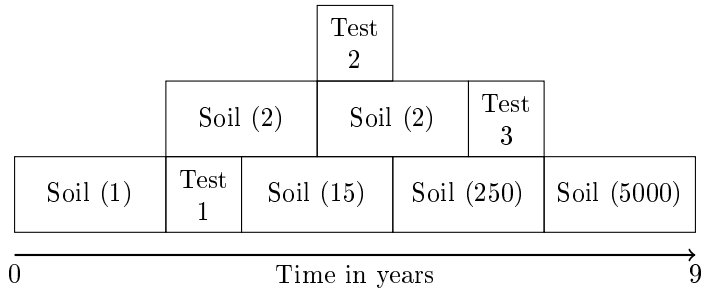 Test
2
Soil (2)
Soil (2)
Test
3
Soil (1)
Test
1
Soil (15)
Soil (250)
Soil (5000)
0
Time in years
9